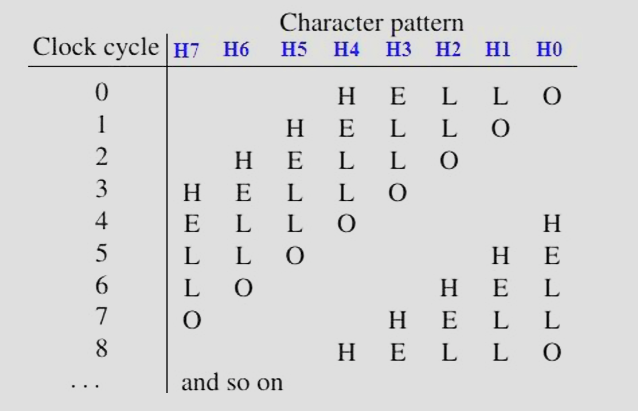 Character pattern
Clock cycle H7 H6 H5 H4 H3 H2 H1 H0
0 H E L L O
1 H E L L O
2 H E L L O
3 H E L L O
4 E L L O H
5 L L O H E
6 L O H E L
7 O H E L L
8 H E L L O
... and so on